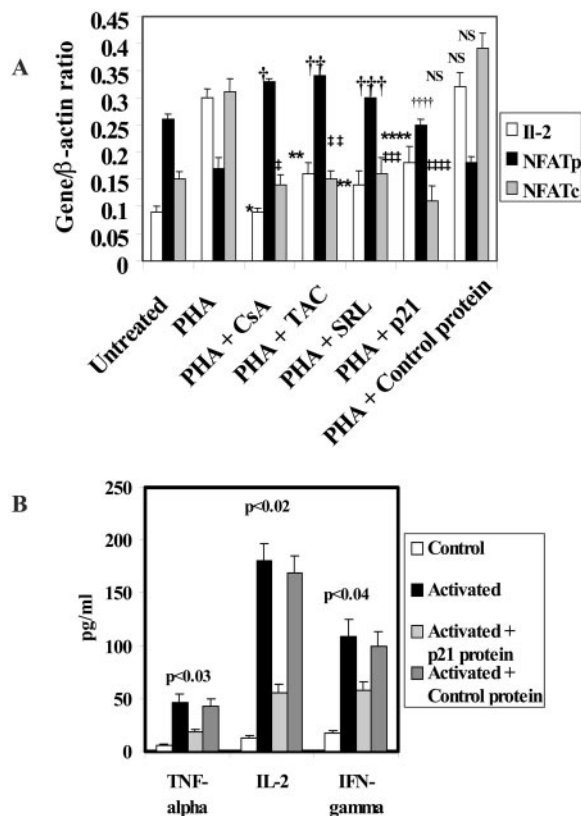 A
Gene/β-actin ratio
0.45
0.35
0.25
0.15
0.05
0.4
0.3
0.2
0.1
0
†
††
†††
††††
NS
NS
NS
*
**
**
****
‡
‡‡
‡‡‡
‡‡‡‡
Il-2
NFATp
NFATc
Untreated
PHA
PHA + CsA
PHA + TAC
PHA + SRL
PHA + p21
PHA + Control protein
B
pg/ml
250
200
150
100
50
0
p<0.03
p<0.02
p<0.04
TNF-
alpha
IL-2
IFN-
gamma
Control
Activated
Activated +
p21 protein
Activated +
Control protein